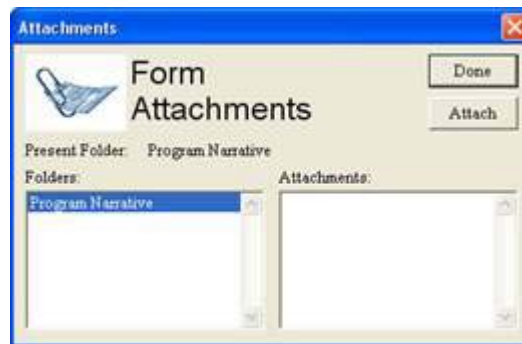 Attachments
Form
Attachments
Done
Attach
Present Folder: Program Narrative
Folders:
Attachments:
Program Narrative